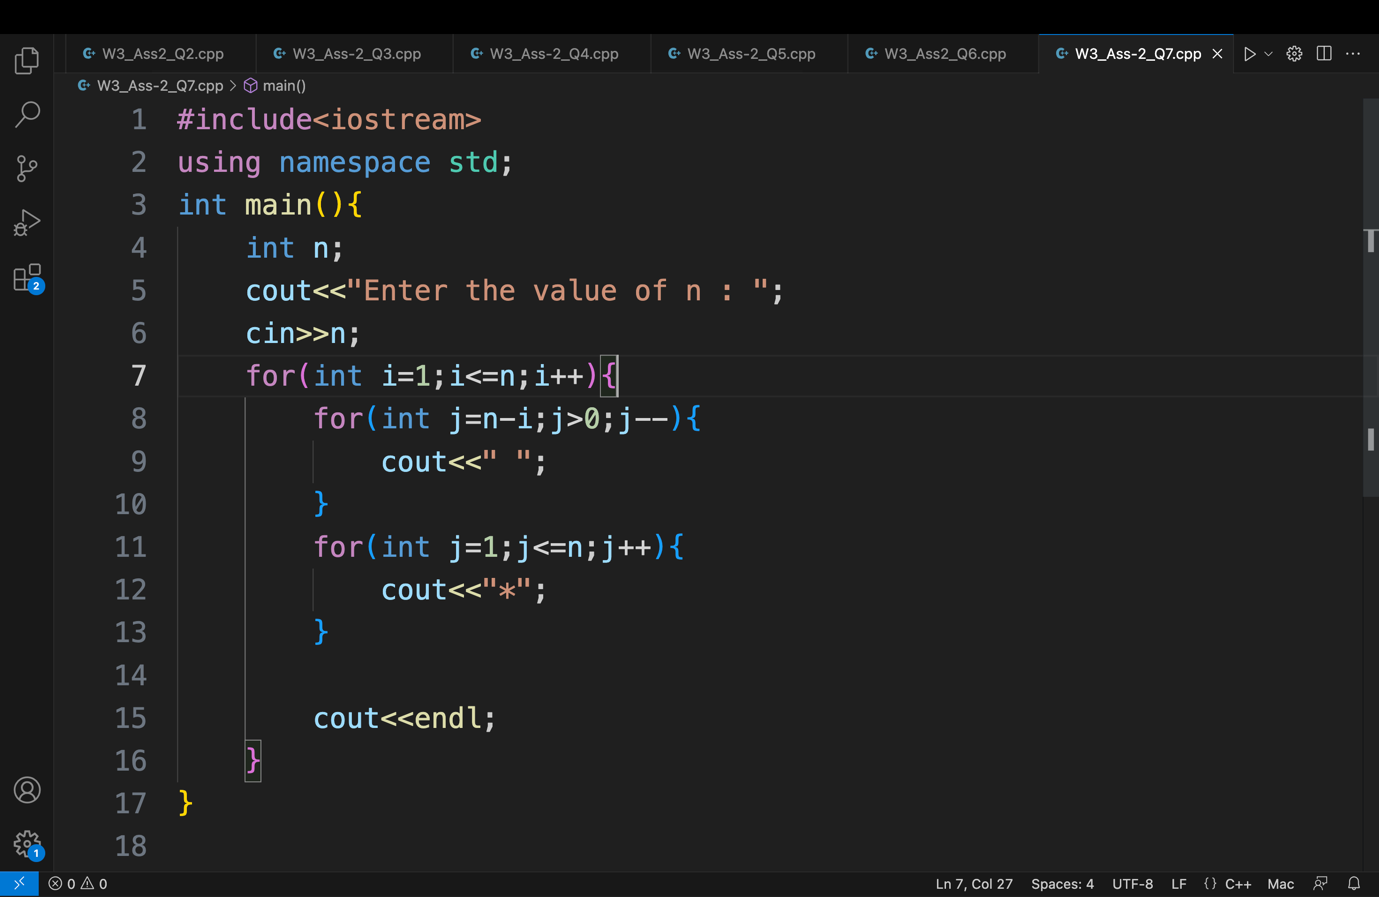 W3_Ass2_Q2.cpp W3_Ass-2_Q3.cpp W3_Ass-2_Q4.cpp W3_Ass-2_Q5.cpp W3_Ass2_Q6.cpp W3_Ass-2_Q7.cpp
W3_Ass-2_Q7.cpp > main()
1 #include<iostream>
2 using namespace std;
3 int main(){
4 int n;
5 cout<<"Enter the value of n : ";
6 cin>>n;
7 for(int i=1;i<=n;i++){
8 for(int j=n-i;j>0;j--){
9 cout<<" ";
10 }
11 for(int j=1;j<=n;j++){
12 cout<<"*";
13 }
14
15 cout<<endl;
16 }
17 }
18
2
1
0 0 Ln 7, Col 27 Spaces: 4 UTF-8 LF {} C++ Mac